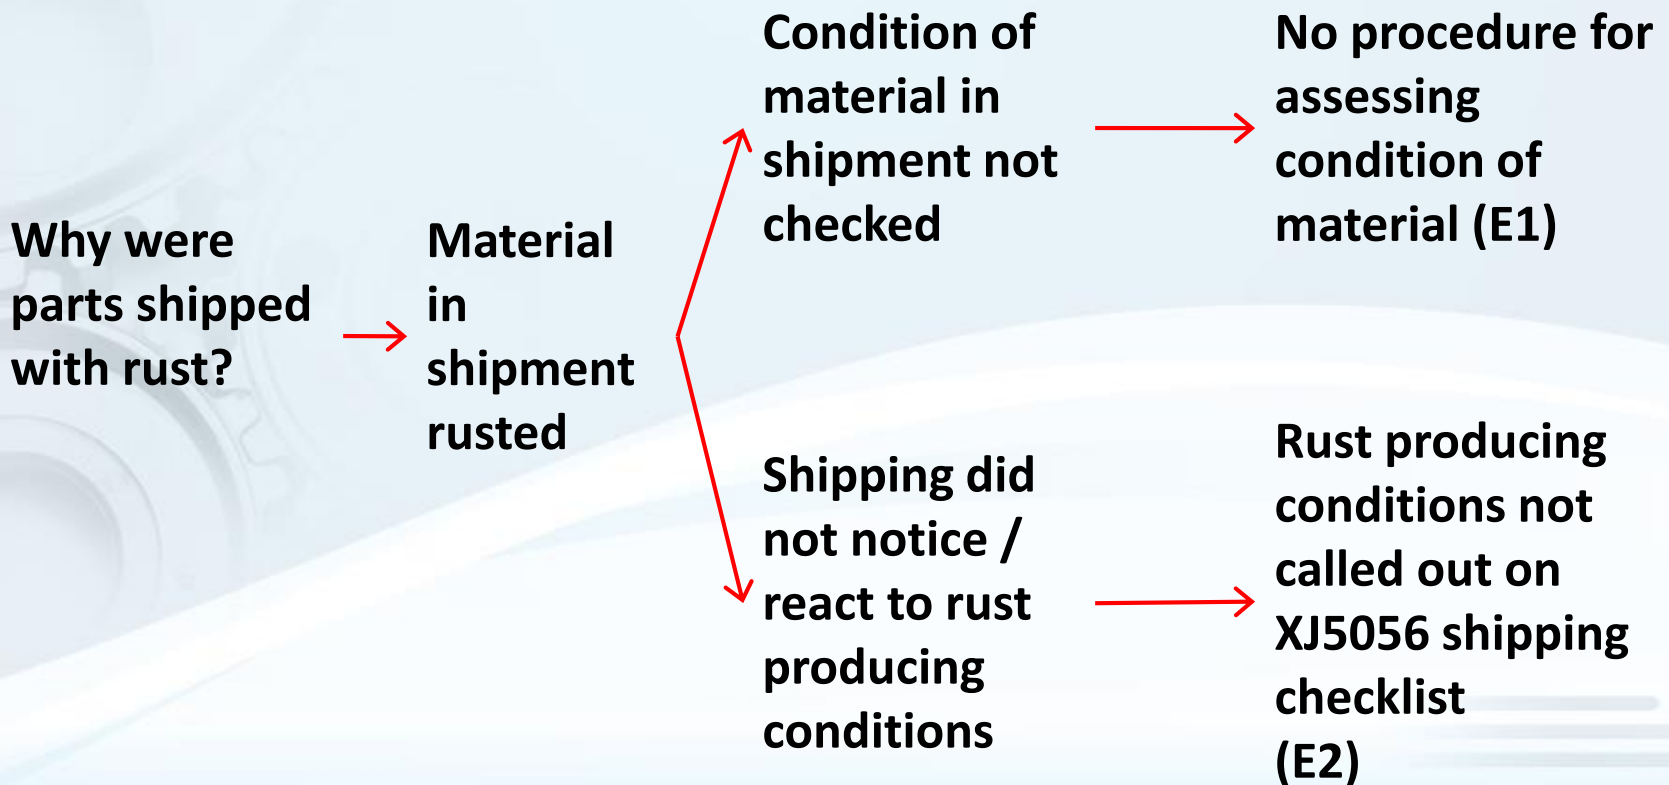 Why were
parts shipped
with rust?
Material
in
shipment
rusted
Condition of
material in
shipment not
checked
No procedure for
assessing
condition of
material (E1)
Shipping did
not notice /
react to rust
producing
conditions
Rust producing
conditions not
called out on
XJ5056 shipping
checklist
(E2)